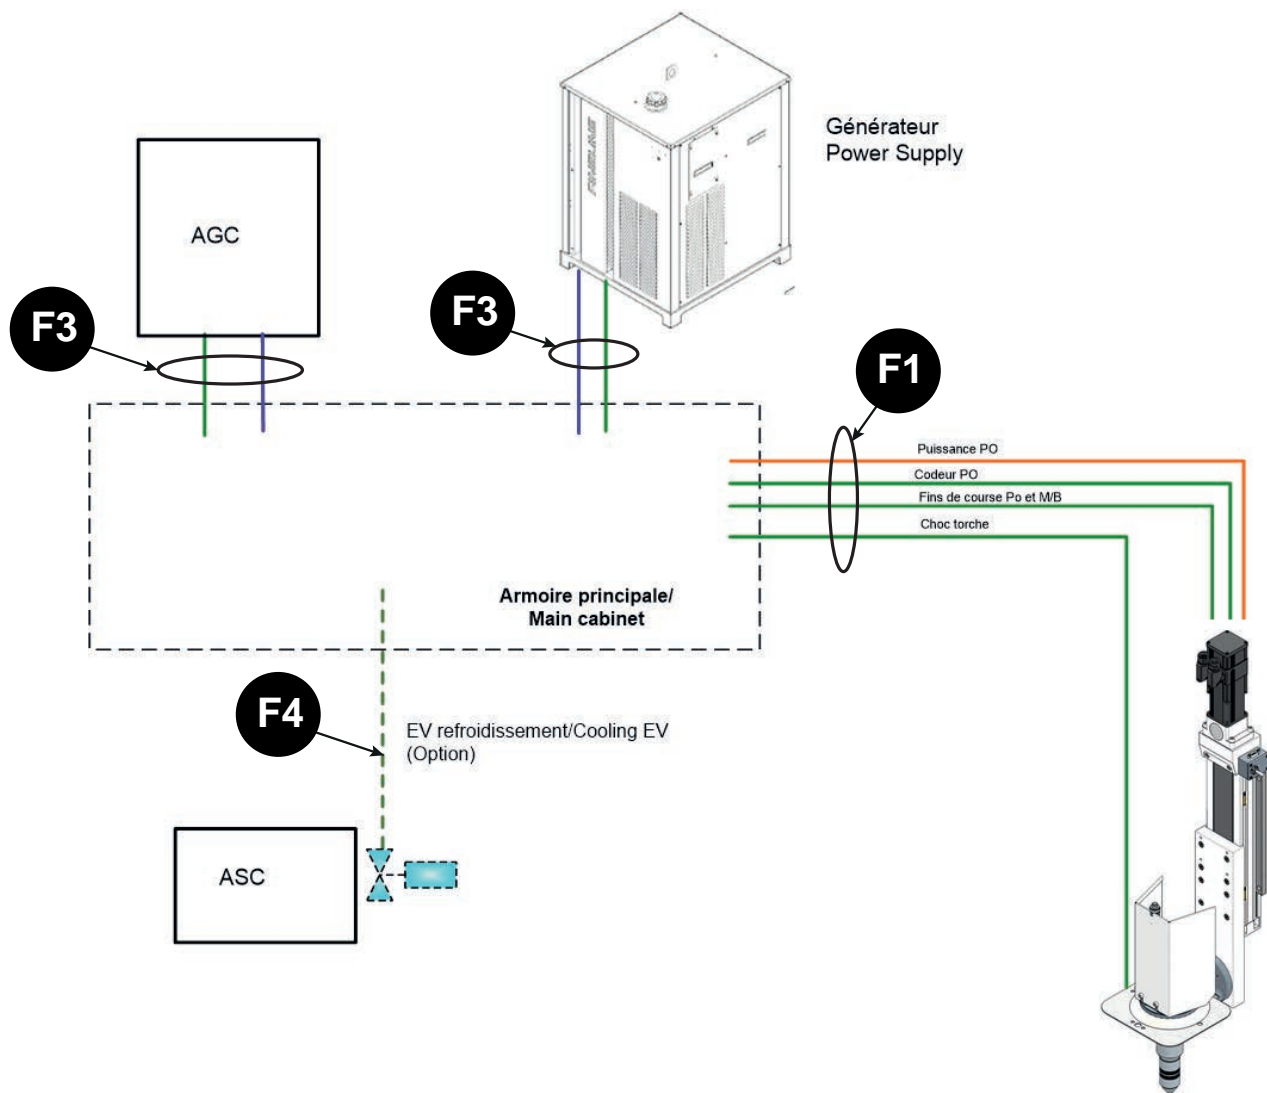 Générateur
Power Supply
FINELINE
AGC
F3
F3
F1
Puissance PO
Codeur PO
Fins de course Po et M/B
Choc torche
Armoire principale/
Main cabinet
F4
EV refroidissement/Cooling EV
(Option)
ASC